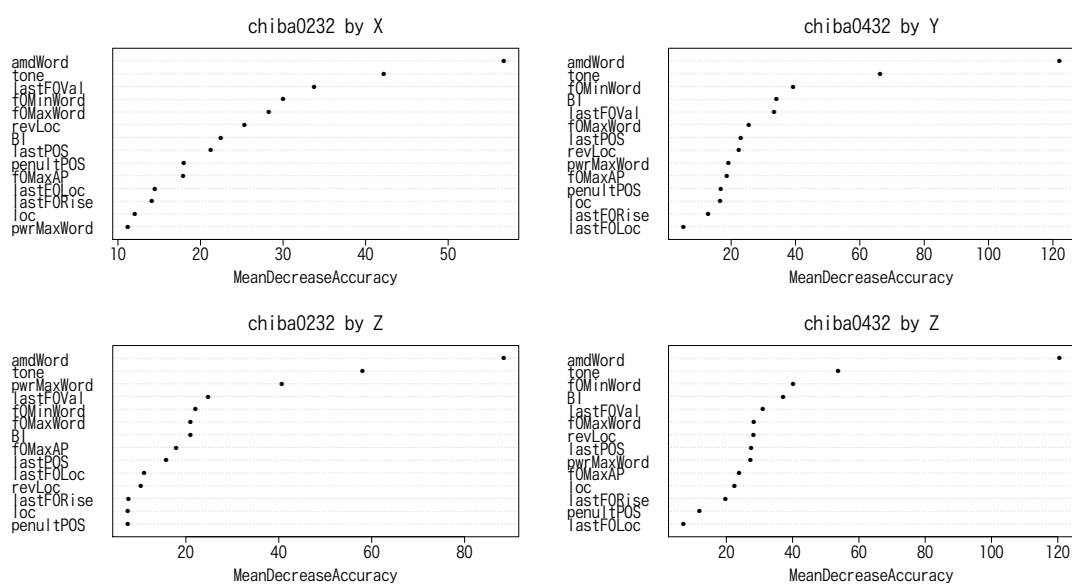 chiba0232 by X
amdWord
tone
lastF0Val
f0MinWord
f0MaxWord
revLoc
BI
lastPOS
penultPOS
f0MaxAP
lastF0Loc
lastF0Rise
loc
pwrMaxWord
10 20 30 40 50
MeanDecreaseAccuracy
chiba0432 by Y
amdWord
tone
f0MinWord
BI
lastF0Val
f0MaxWord
lastPOS
revLoc
pwrMaxWord
f0MaxAP
penultPOS
loc
lastF0Rise
lastF0Loc
20 40 60 80 100 120
MeanDecreaseAccuracy
chiba0232 by Z
amdWord
tone
pwrMaxWord
lastF0Val
f0MinWord
f0MaxWord
BI
f0MaxAP
lastPOS
lastF0Loc
revLoc
lastF0Rise
loc
penultPOS
20 40 60 80
MeanDecreaseAccuracy
chiba0432 by Z
amdWord
tone
f0MinWord
BI
lastF0Val
f0MaxWord
revLoc
lastPOS
pwrMaxWord
f0MaxAP
loc
lastF0Rise
penultPOS
lastF0Loc
20 40 60 80 100 120
MeanDecreaseAccuracy